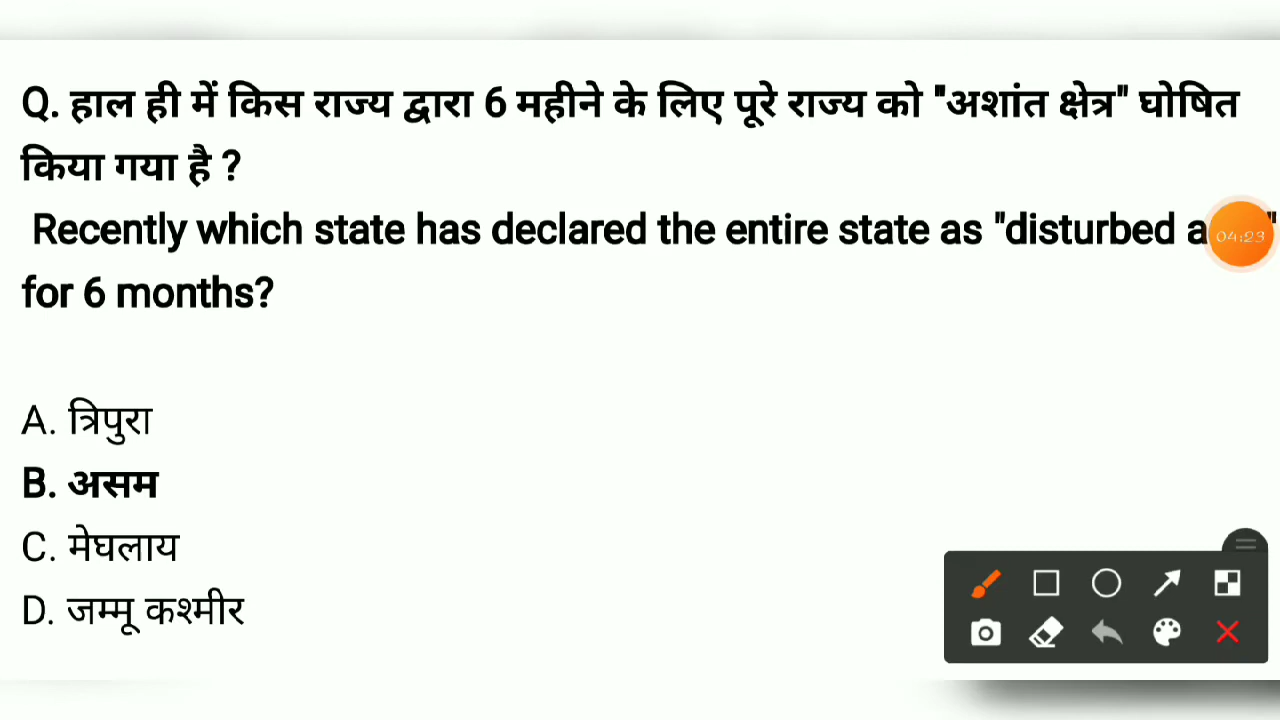 Q. हाल ही में किस राज्य द्वारा 6 महीने के लिए पूरे राज्य को "अशांत क्षेत्र" घोषित
किया गया है ?
Recently which state has declared the entire state as "disturbed
04:23
for 6 months?
A. त्रिपुरा
B. असम
C. मेघलाय
D. जम्मू कश्मीर